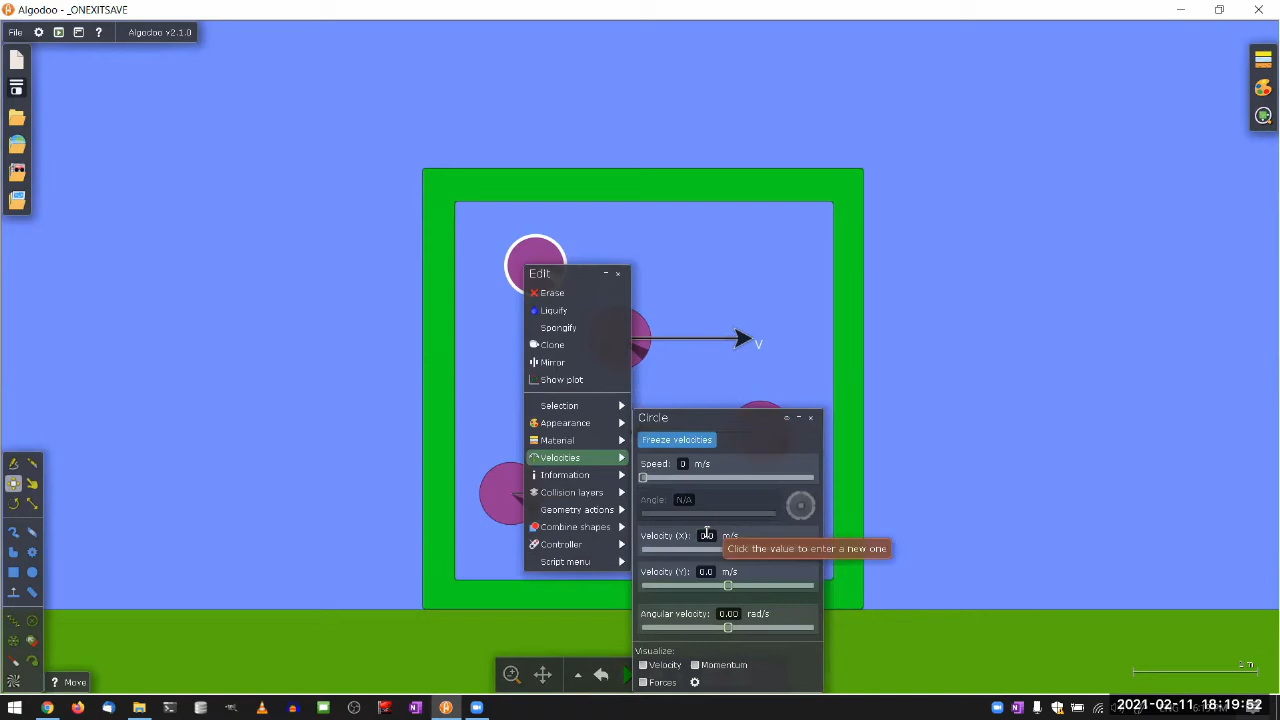 Algodoo - _ONEXITSAVE
File ? Algodoo v2.1.0
V
Edit
Erase
Liquify
Spongify
Clone
Mirror
Show plot
Selection
Appearance
Material
Velocities
Information
Collision layers
Geometry actions
Combine shapes
Controller
Script menu
Circle
Freeze velocities
Speed: 0 m/s
Angle: N/A
Velocity (X): 0.0 m/s
Click the value to enter a new one
Velocity (Y): 0.0 m/s
Angular velocity: 0.00 rad/s
Visualize:
Velocity Momentum
Forces
? Move
1 m
2021-02-11 18:19:52